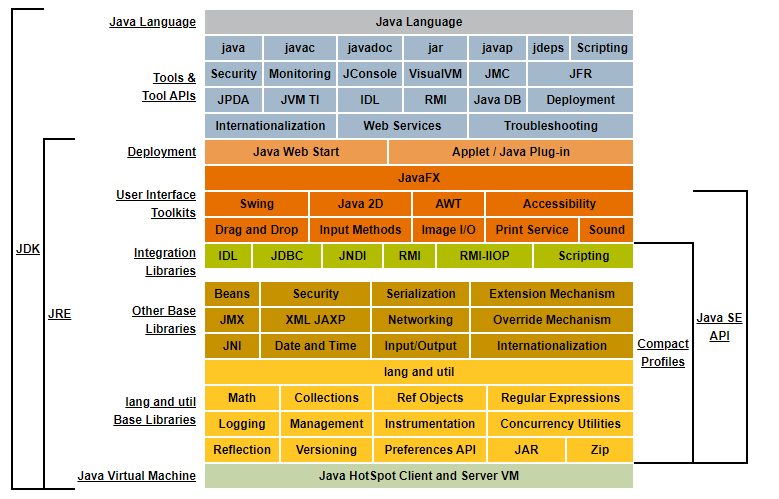 Java Language Java Language
java javac javadoc jar javap jdeps Scripting
Tools & Tool APIs Security Monitoring JConsole VisualVM JMC JFR
JPDA JVM TI IDL RMI Java DB Deployment
Internationalization Web Services Troubleshooting
Deployment Java Web Start Applet / Java Plug-in
JavaFX
User Interface Toolkits Swing Java 2D AWT Accessibility
Drag and Drop Input Methods Image I/O Print Service Sound
Integration Libraries IDL JDBC JNDI RMI RMI-IIOP Scripting
JDK
Beans Security Serialization Extension Mechanism
Other Base Libraries JMX XML JAXP Networking Override Mechanism
JRE
JNI Date and Time Input/Output Internationalization
Java SE API
Compact Profiles
lang and util
lang and util Base Libraries Math Collections Ref Objects Regular Expressions
Logging Management Instrumentation Concurrency Utilities
Reflection Versioning Preferences API JAR Zip
Java Virtual Machine Java HotSpot Client and Server VM